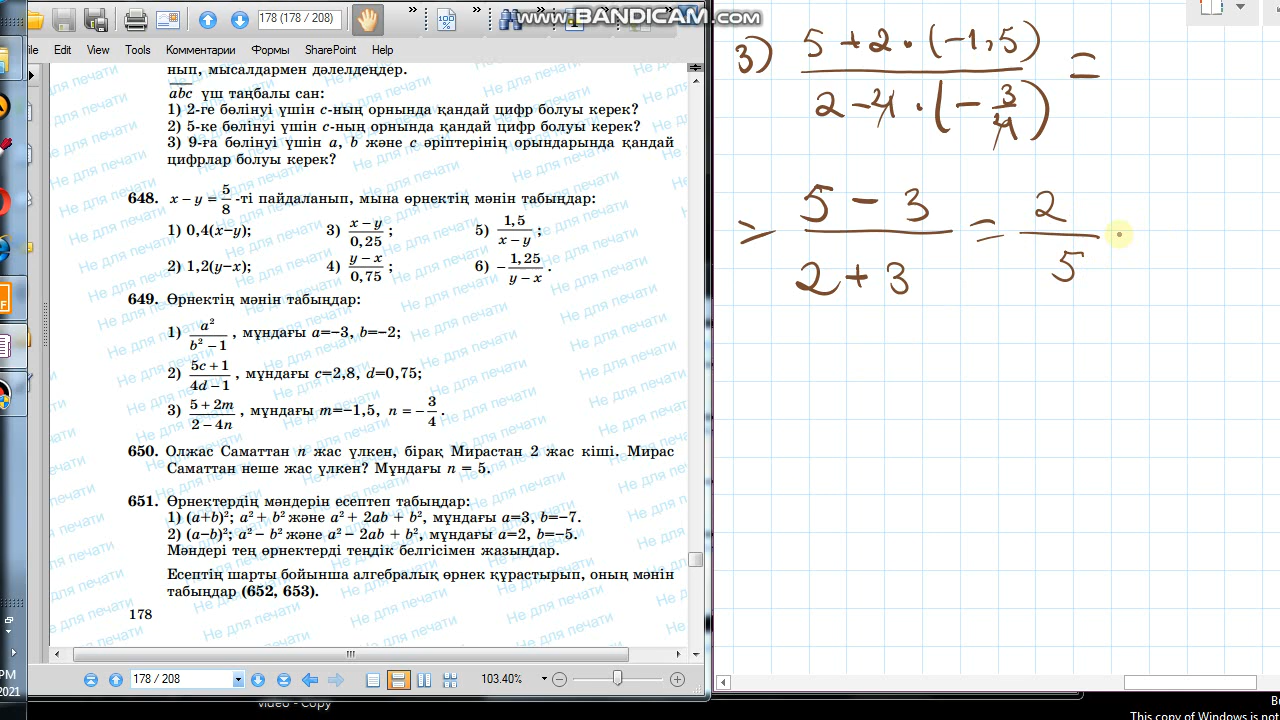 178 (178 / 208)
www.BANDICAM.com
ile Edit View Tools Комментарии Формы SharePoint Help
нып, мысалдармен дәлелдеңдер.
abc үш таңбалы сан:
1) 2-ге бөлінуі үшін c-ның орнында қандай цифр болуы керек?
2) 5-ке бөлінуі үшін c-ның орнында қандай цифр болуы керек?
3) 9-ға бөлінуі үшін a, b және c әріптерінің орындарында қандай
цифрлар болуы керек?
648. x − y = 5/8 -ті пайдаланып, мына өрнектің мәнін табыңдар:
1) 0,4(x−y); 3) x − y / 0,25 ; 5) 1,5 / x − y ;
2) 1,2(y−x); 4) y − x / 0,75 ; 6) − 1,25 / y − x .
649. Өрнектің мәнін табыңдар:
1) a² / b² − 1 , мұндағы a=−3, b=−2;
2) 5c + 1 / 4d − 1 , мұндағы c=2,8, d=0,75;
3) 5 + 2m / 2 − 4n , мұндағы m=−1,5, n = − 3/4 .
650. Олжас Саматтан n жас үлкен, бірақ Мирастан 2 жас кіші. Мирас
Саматтан неше жас үлкен? Мұндағы n = 5.
651. Өрнектердің мәндерін есептеп табыңдар:
1) (a+b)²; a² + b² және a² + 2ab + b², мұндағы a=3, b=−7.
2) (a−b)²; a² − b² және a² − 2ab + b², мұндағы a=2, b=−5.
Мәндері тең өрнектерді теңдік белгісімен жазыңдар.
Есептің шарты бойынша алгебралық өрнек құрастырып, оның мәнін
табыңдар (652, 653).
178
Не для печати
178 / 208 103.40%
PM
2021
video - Copy
3) 5 + 2 · (−1,5) / 2 − 4 · (− 3/4) =
= 5 − 3 / 2 + 3 = 2 / 5
This copy of Windows is not